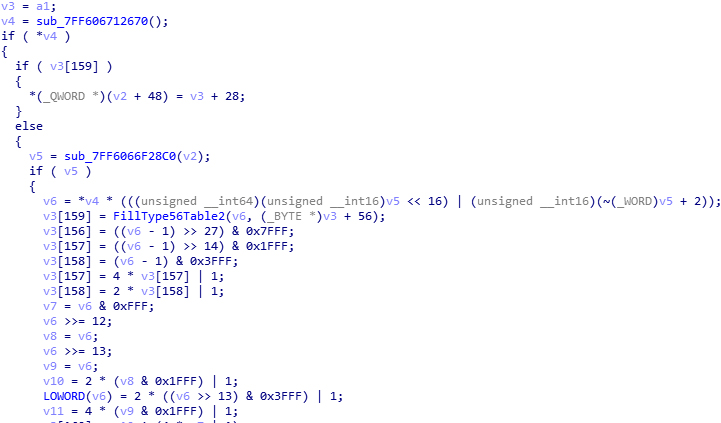 v3 = a1;
v4 = sub_7FF606712670();
if ( *v4 )
{
if ( v3[159] )
{
*(_QWORD *)(v2 + 48) = v3 + 28;
}
else
{
v5 = sub_7FF6066F28C0(v2);
if ( v5 )
{
v6 = *v4 * (((unsigned __int64)(unsigned __int16)v5 << 16) | (unsigned __int16)(~(_WORD)v5 + 2));
v3[159] = FillType56Table2(v6, (_BYTE *)v3 + 56);
v3[156] = ((v6 - 1) >> 27) & 0x7FFF;
v3[157] = ((v6 - 1) >> 14) & 0x1FFF;
v3[158] = (v6 - 1) & 0x3FFF;
v3[157] = 4 * v3[157] | 1;
v3[158] = 2 * v3[158] | 1;
v7 = v6 & 0xFFF;
v6 >>= 12;
v8 = v6;
v6 >>= 13;
v9 = v6;
v10 = 2 * (v8 & 0x1FFF) | 1;
LOWORD(v6) = 2 * ((v6 >> 13) & 0x3FFF) | 1;
v11 = 4 * (v9 & 0x1FFF) | 1;